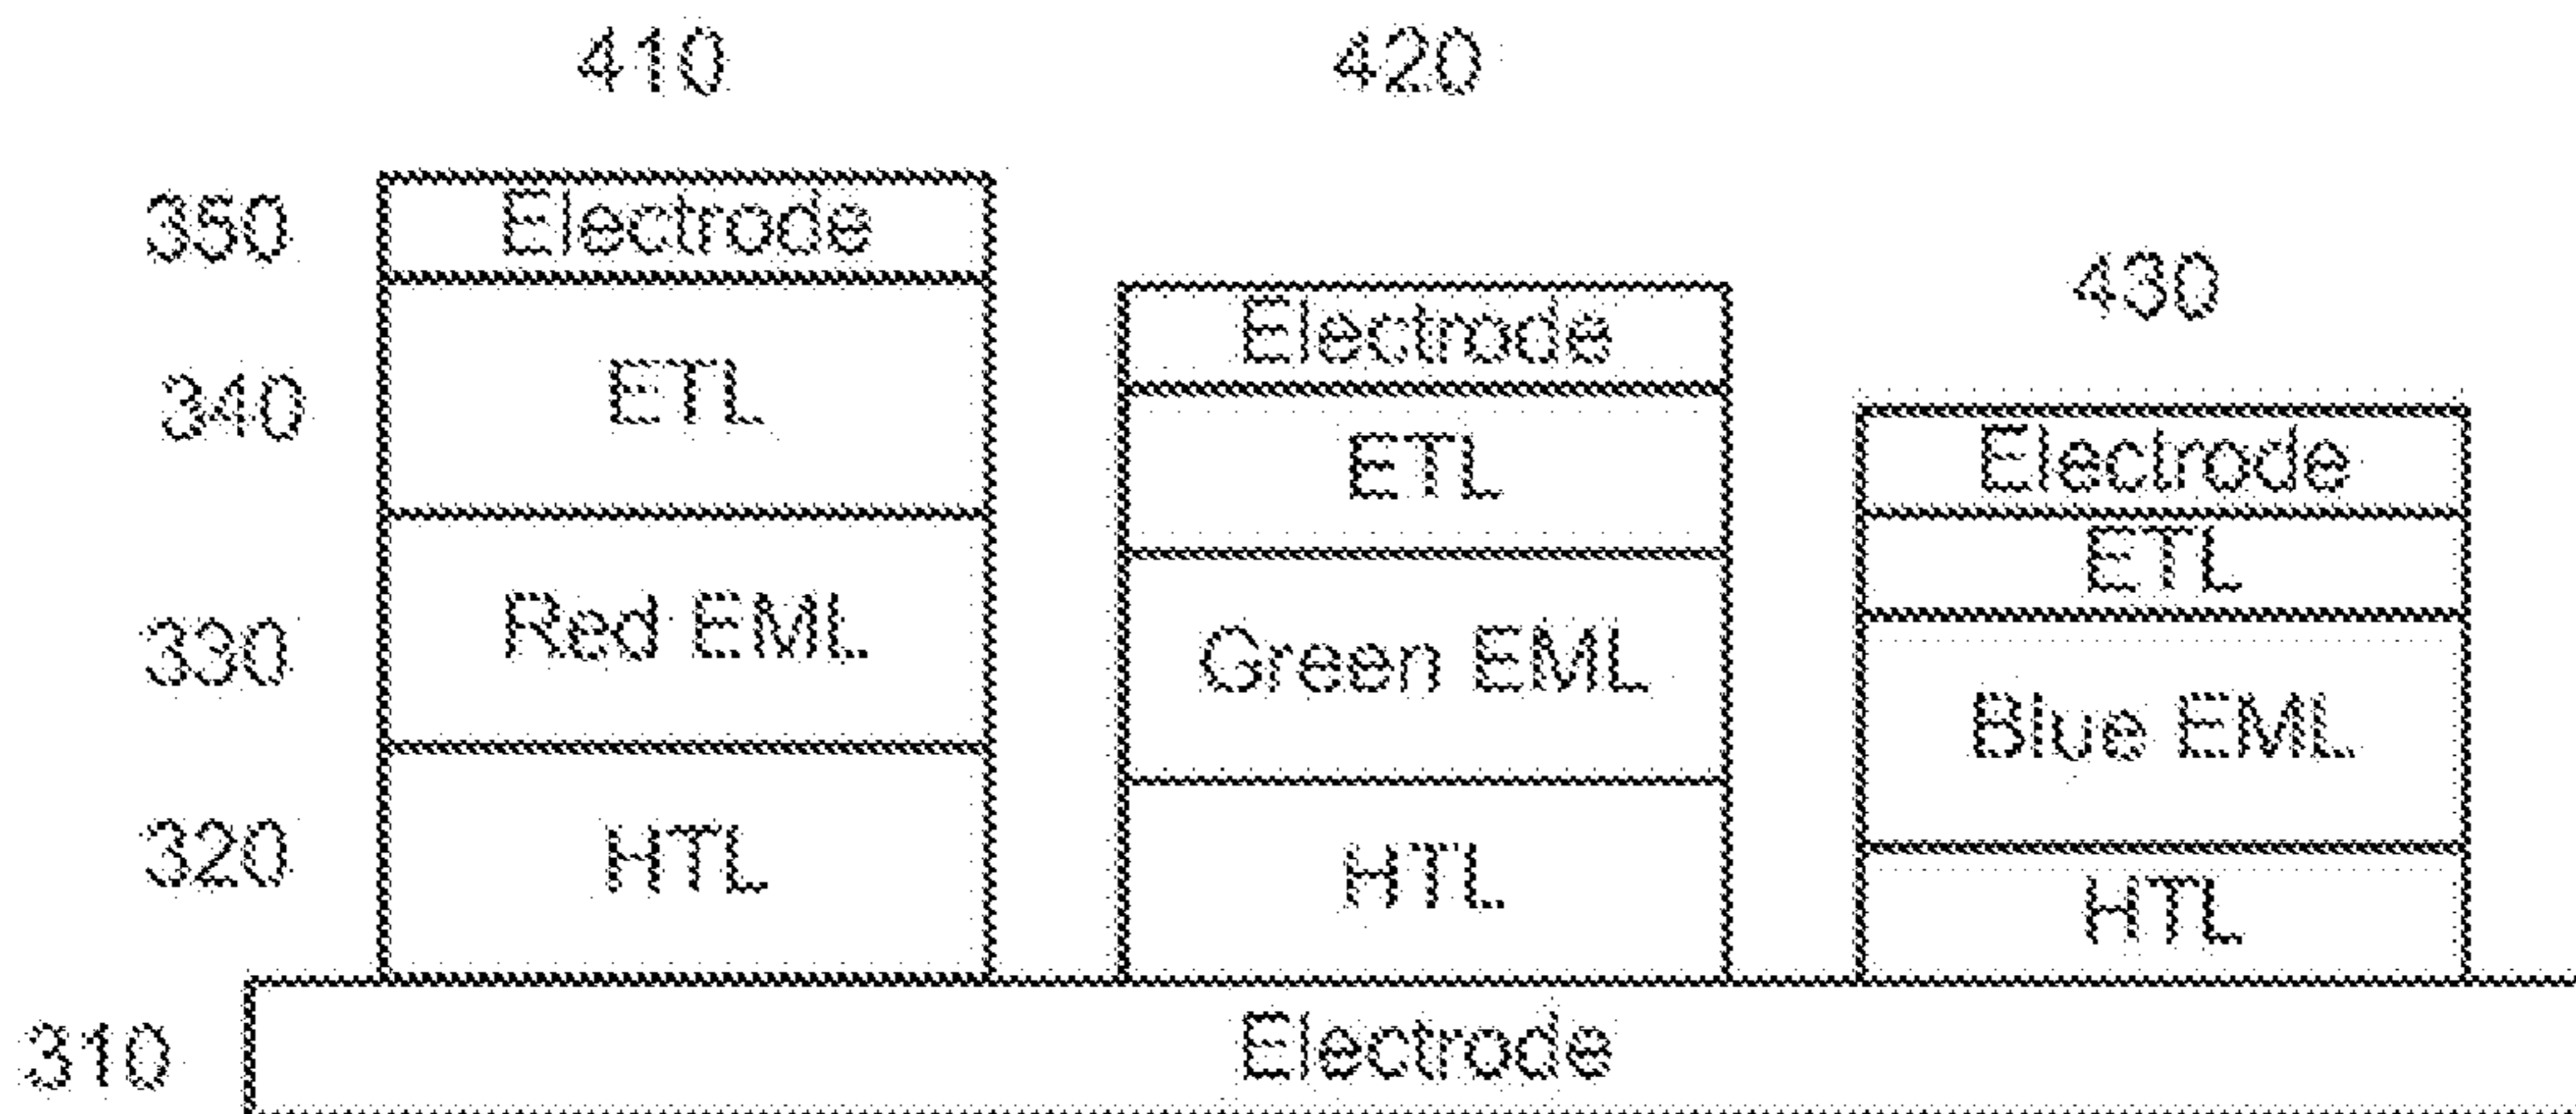 410
420
430
350
Electrode
Electrode
Electrode
340
ETL
ETL
ETL
330
Red EML
Green EML
Blue EML
320
HTL
HTL
HTL
310
Electrode